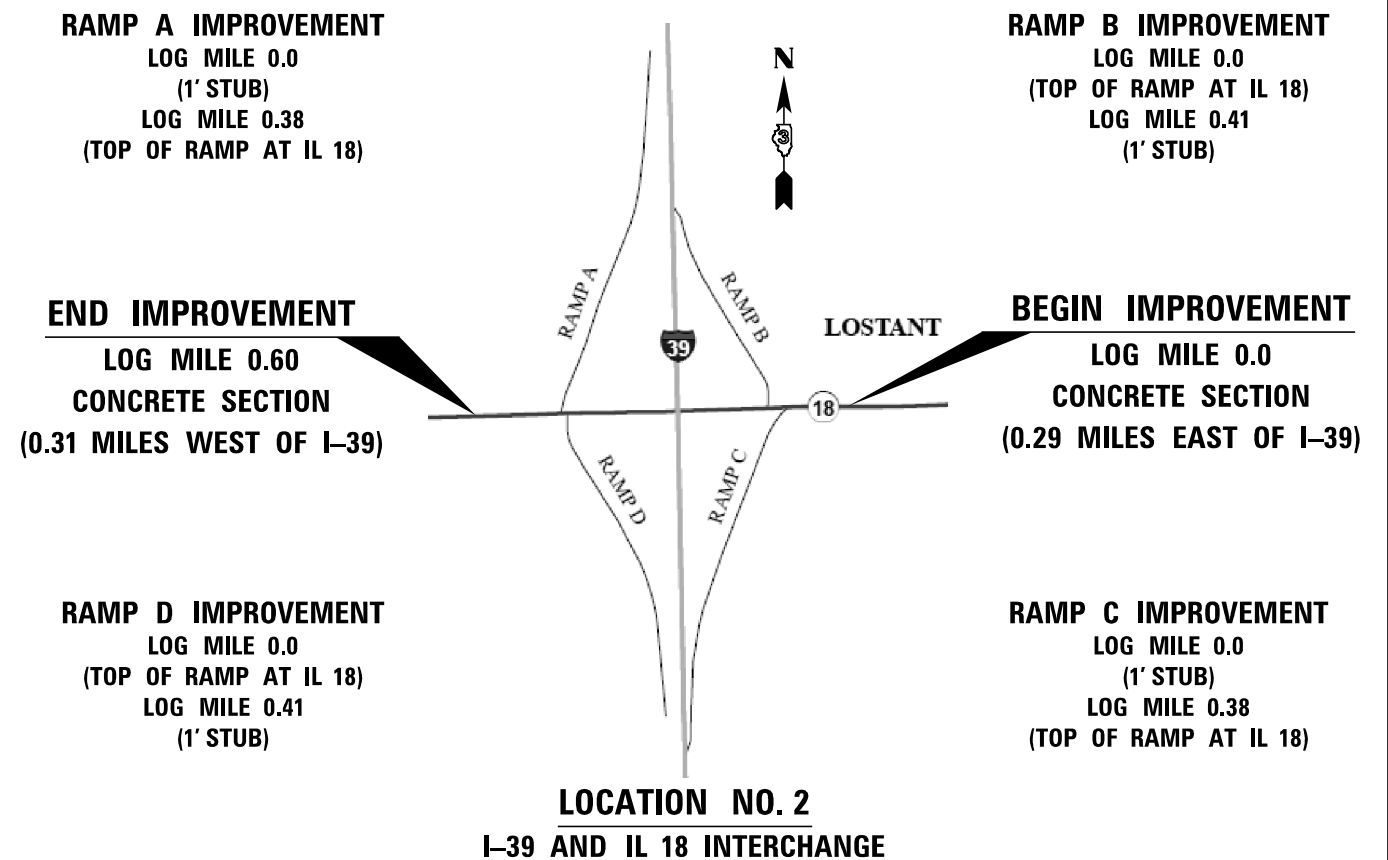 RAMP A IMPROVEMENT
LOG MILE 0.0
(1' STUB)
LOG MILE 0.38
(TOP OF RAMP AT IL 18)
N
3
RAMP B IMPROVEMENT
LOG MILE 0.0
(TOP OF RAMP AT IL 18)
LOG MILE 0.41
(1' STUB)
RAMP A
RAMP B
END IMPROVEMENT
LOG MILE 0.60
CONCRETE SECTION
(0.31 MILES WEST OF I–39)
39
LOSTANT
18
BEGIN IMPROVEMENT
LOG MILE 0.0
CONCRETE SECTION
(0.29 MILES EAST OF I–39)
RAMP D
RAMP C
RAMP D IMPROVEMENT
LOG MILE 0.0
(TOP OF RAMP AT IL 18)
LOG MILE 0.41
(1' STUB)
RAMP C IMPROVEMENT
LOG MILE 0.0
(1' STUB)
LOG MILE 0.38
(TOP OF RAMP AT IL 18)
LOCATION NO. 2
I–39 AND IL 18 INTERCHANGE